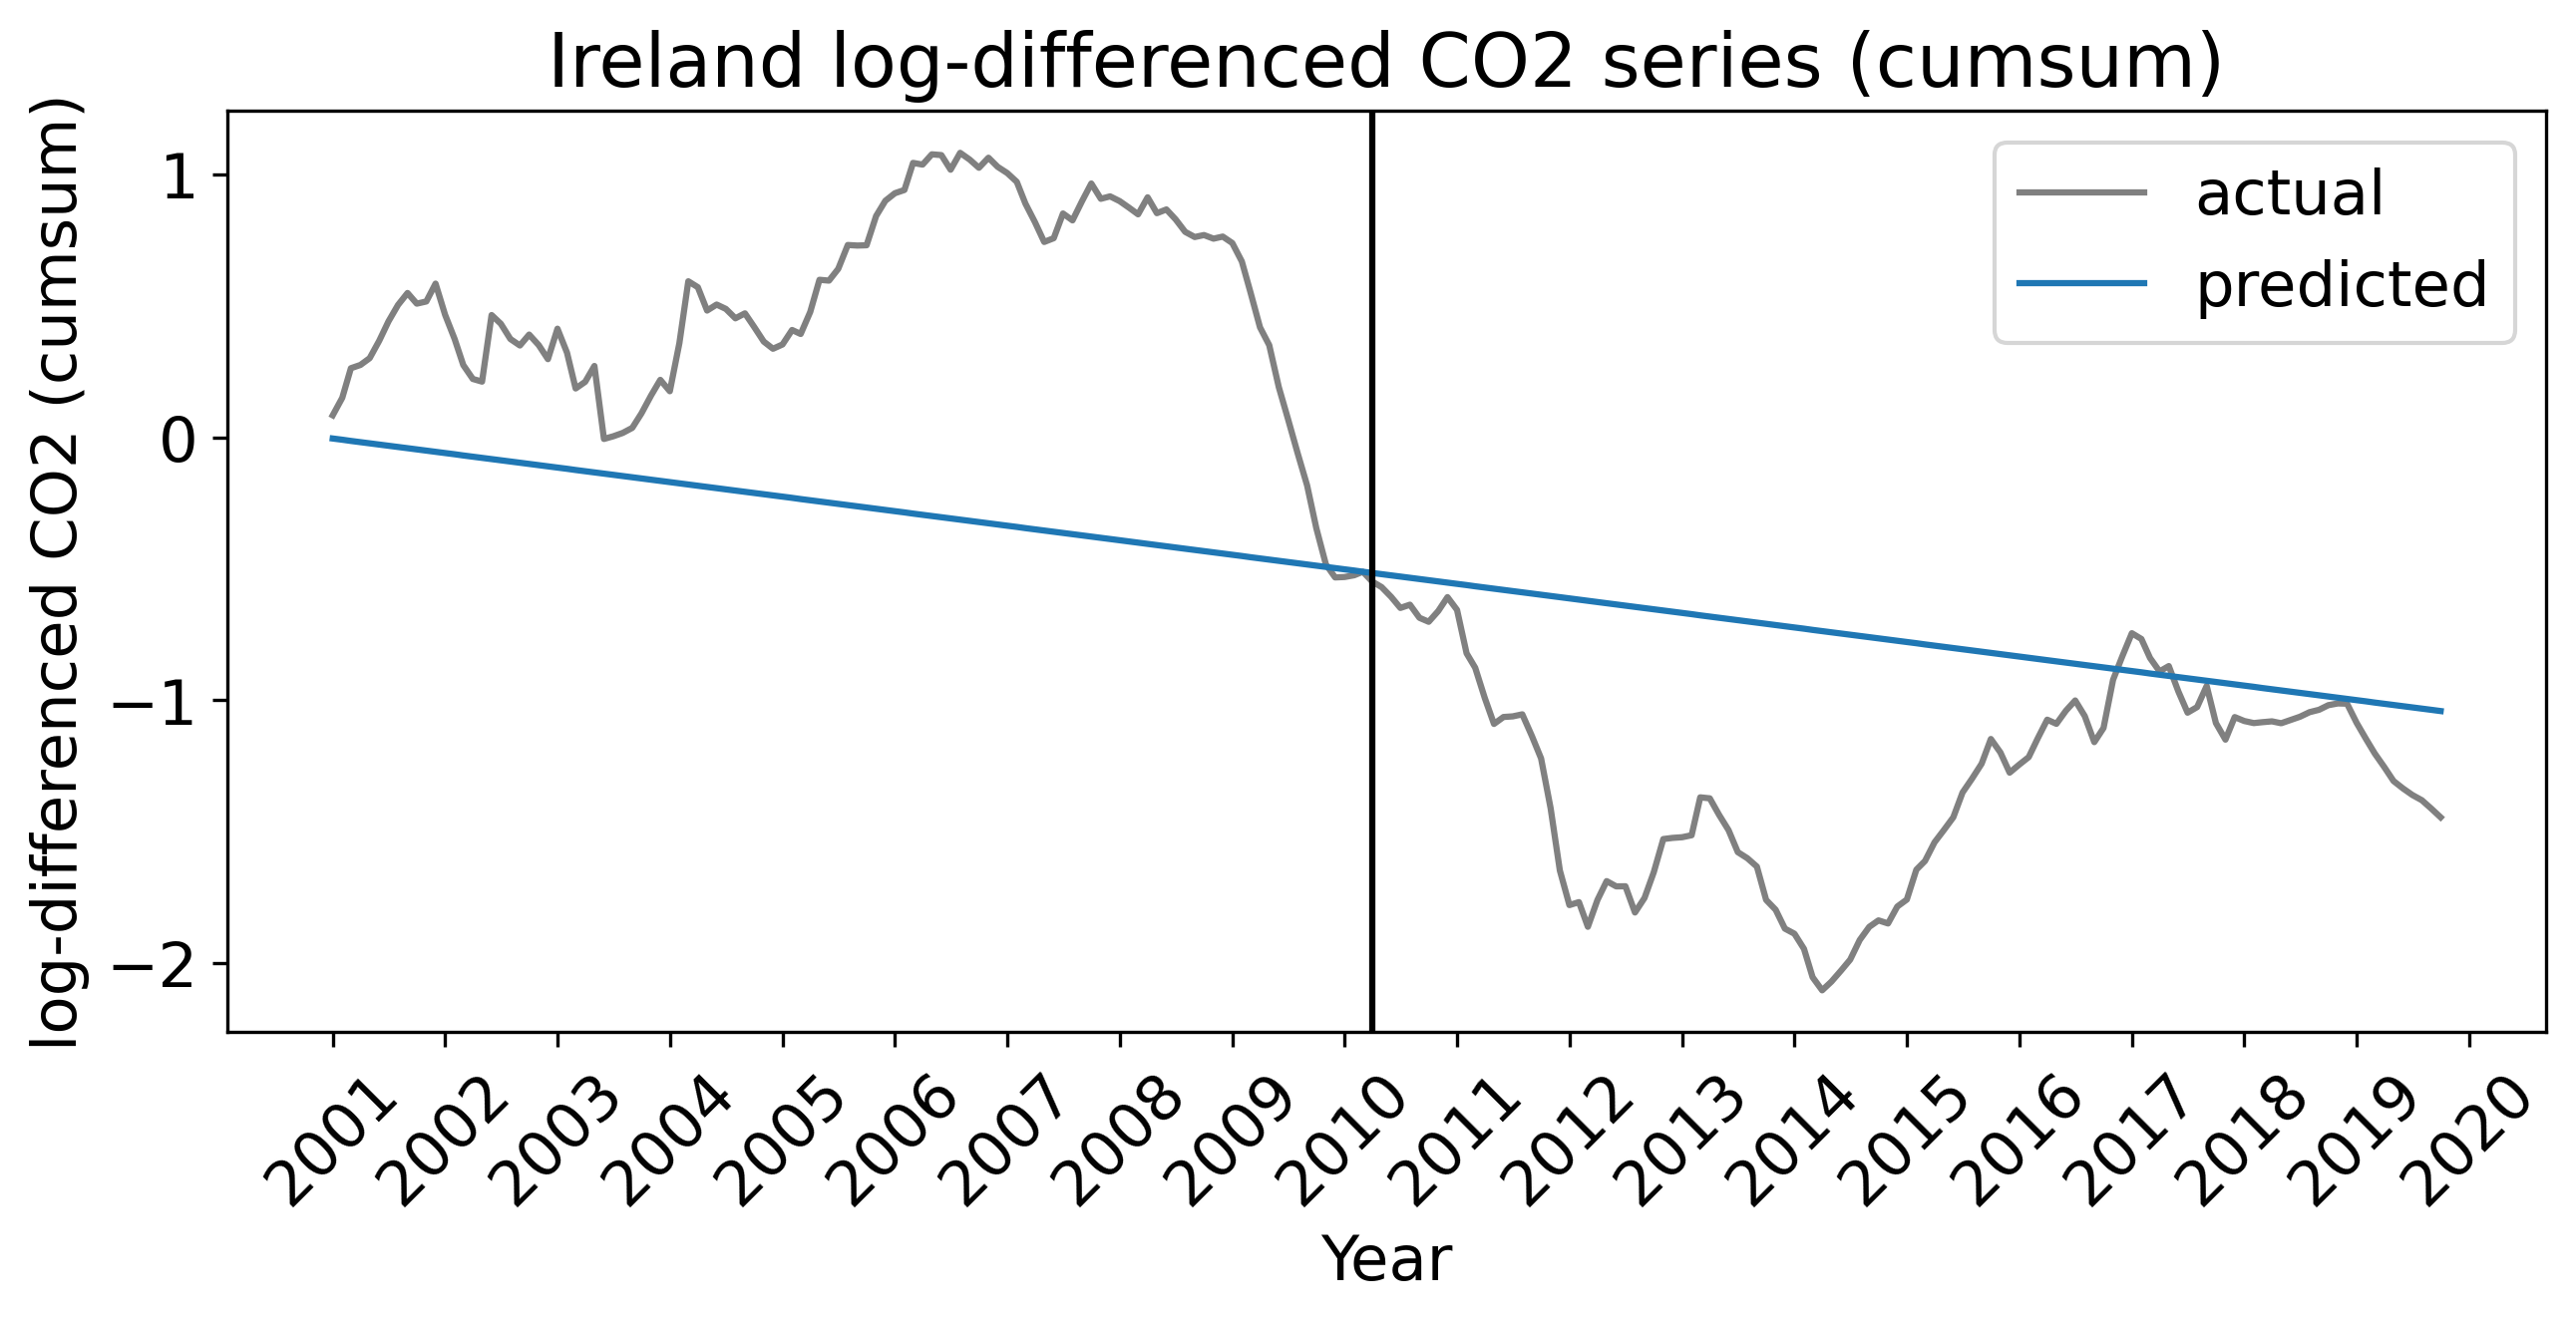 Ireland log-differenced CO2 series (cumsum)
log-differenced CO2 (cumsum)
1
0
−1
−2
actual
predicted
2001 2002 2003 2004 2005 2006 2007 2008 2009 2010 2011 2012 2013 2014 2015 2016 2017 2018 2019 2020
Year